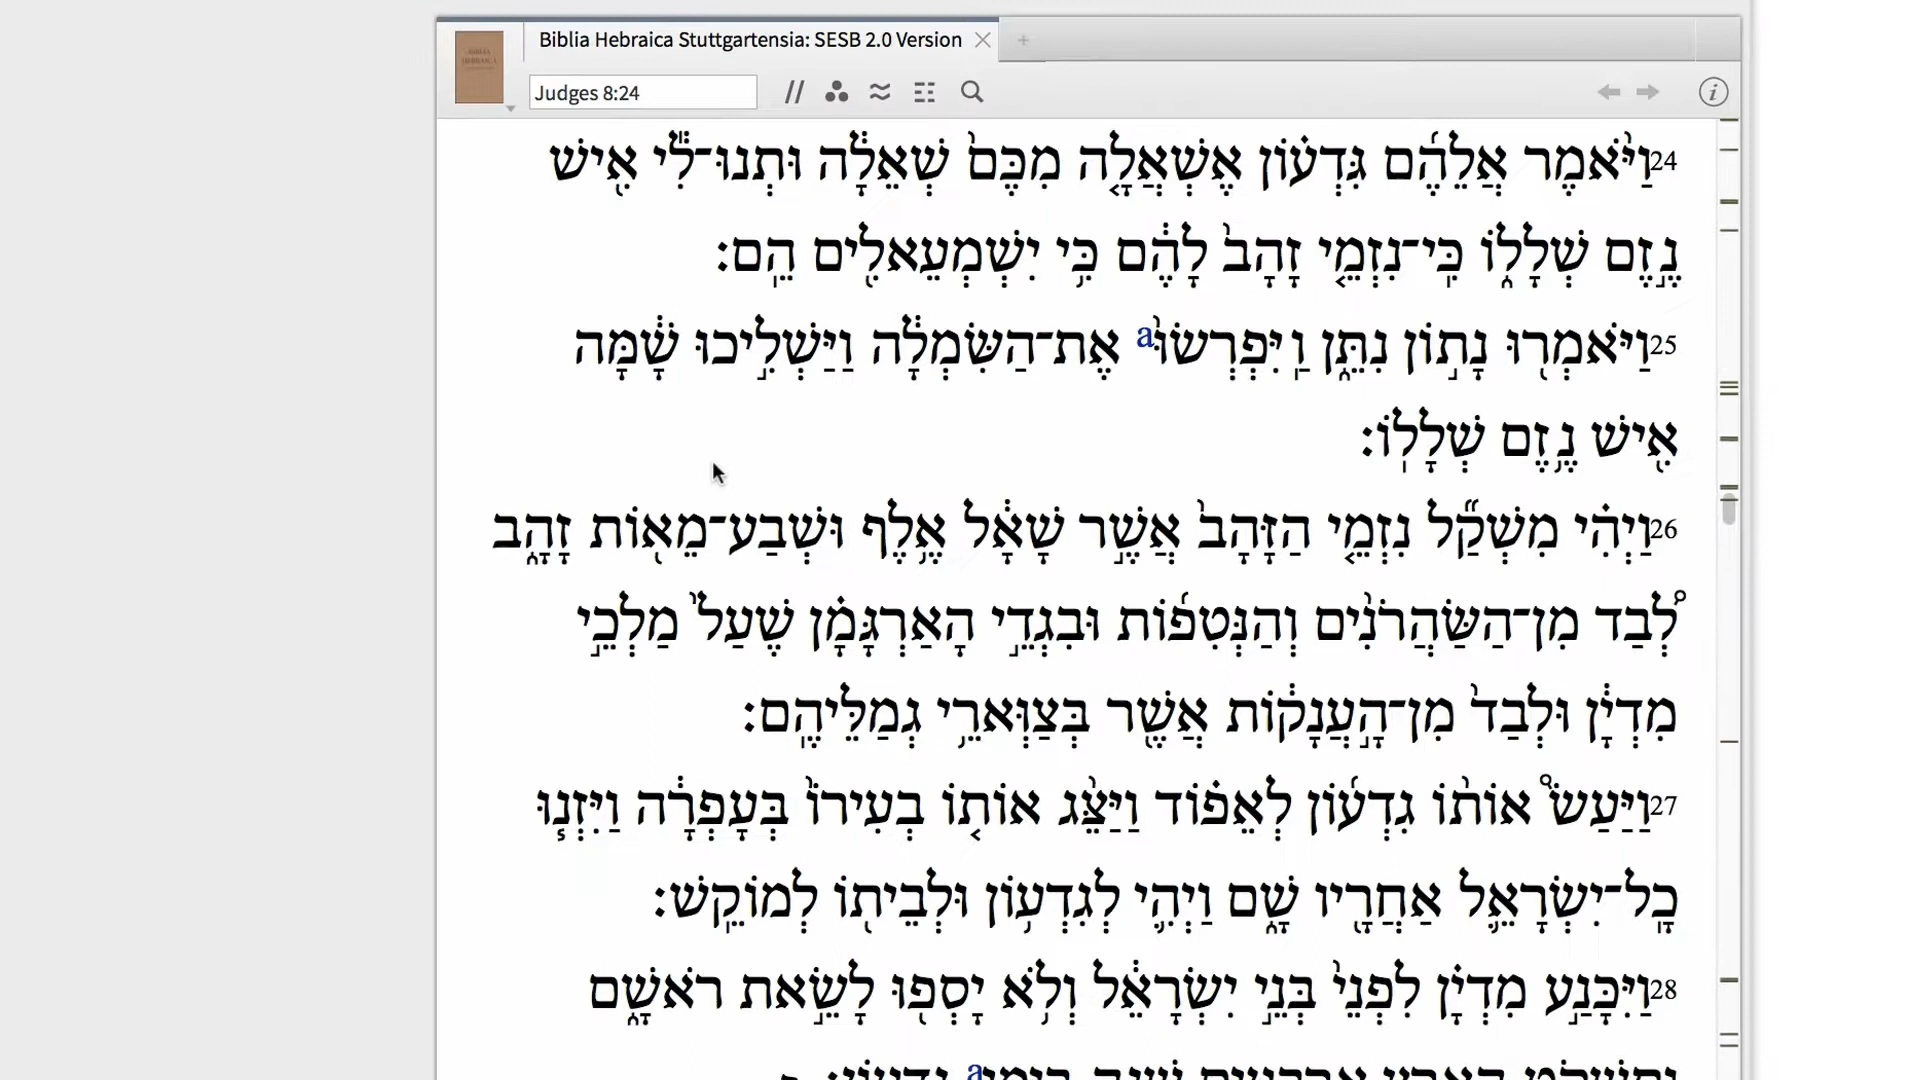 Biblia Hebraica Stuttgartensia: SESB 2.0 Version
Judges 8:24
24וַיֹּ֨אמֶר אֲלֵהֶ֜ם גִּדְע֗וֹן אֶשְׁאֲלָ֤ה מִכֶּם֙ שְׁאֵלָ֔ה וּתְנוּ־לִ֕י אִ֖ישׁ
נֶ֣זֶם שְׁלָל֑וֹ כִּֽי־נִזְמֵ֤י זָהָב֙ לָהֶ֔ם כִּ֥י יִשְׁמְעֵאלִ֖ים הֵֽם׃
25וַיֹּאמְר֖וּ נָת֣וֹן נִתֵּ֑ן וַֽיִּפְרְשׂוּ֙a אֶת־הַשִּׂמְלָ֔ה וַיַּשְׁלִ֣יכוּ שָׁ֔מָּה
אִ֖ישׁ נֶ֥זֶם שְׁלָלֽוֹ׃
26וַיְהִ֗י מִשְׁקַ֞ל נִזְמֵ֤י הַזָּהָב֙ אֲשֶׁ֣ר שָׁאָ֔ל אֶ֥לֶף וּשְׁבַע־מֵא֖וֹת זָהָ֑ב
°לְ֠בַד מִן־הַשַּׂהֲרֹנִ֨ים וְהַנְּטִפ֜וֹת וּבִגְדֵ֣י הָאַרְגָּמָ֗ן שֶׁעַל֙ מַלְכֵ֣י
מִדְיָ֔ן וּלְבַד֙ מִן־הָ֣עֲנָק֔וֹת אֲשֶׁ֖ר בְּצַוְּארֵ֥י גְמַלֵּיהֶֽם׃
27וַיַּעַשׂ֩° אוֹת֨וֹ גִדְע֜וֹן לְאֵפ֗וֹד וַיַּצֵּ֨ג אוֹת֤וֹ בְעִירוֹ֙ בְּעָפְרָ֔ה וַיִּזְנ֧וּ
כָֽל־יִשְׂרָאֵ֛ל אַחֲרָ֖יו שָׁ֑ם וַיְהִ֛י לְגִדְע֥וֹן וּלְבֵית֖וֹ לְמוֹקֵֽשׁ׃
28וַיִּכָּנַ֣ע מִדְיָ֗ן לִפְנֵי֙ בְּנֵ֣י יִשְׂרָאֵ֔ל וְלֹ֥א יָסְפ֖וּ לָשֵׂ֣את רֹאשָׁ֑ם